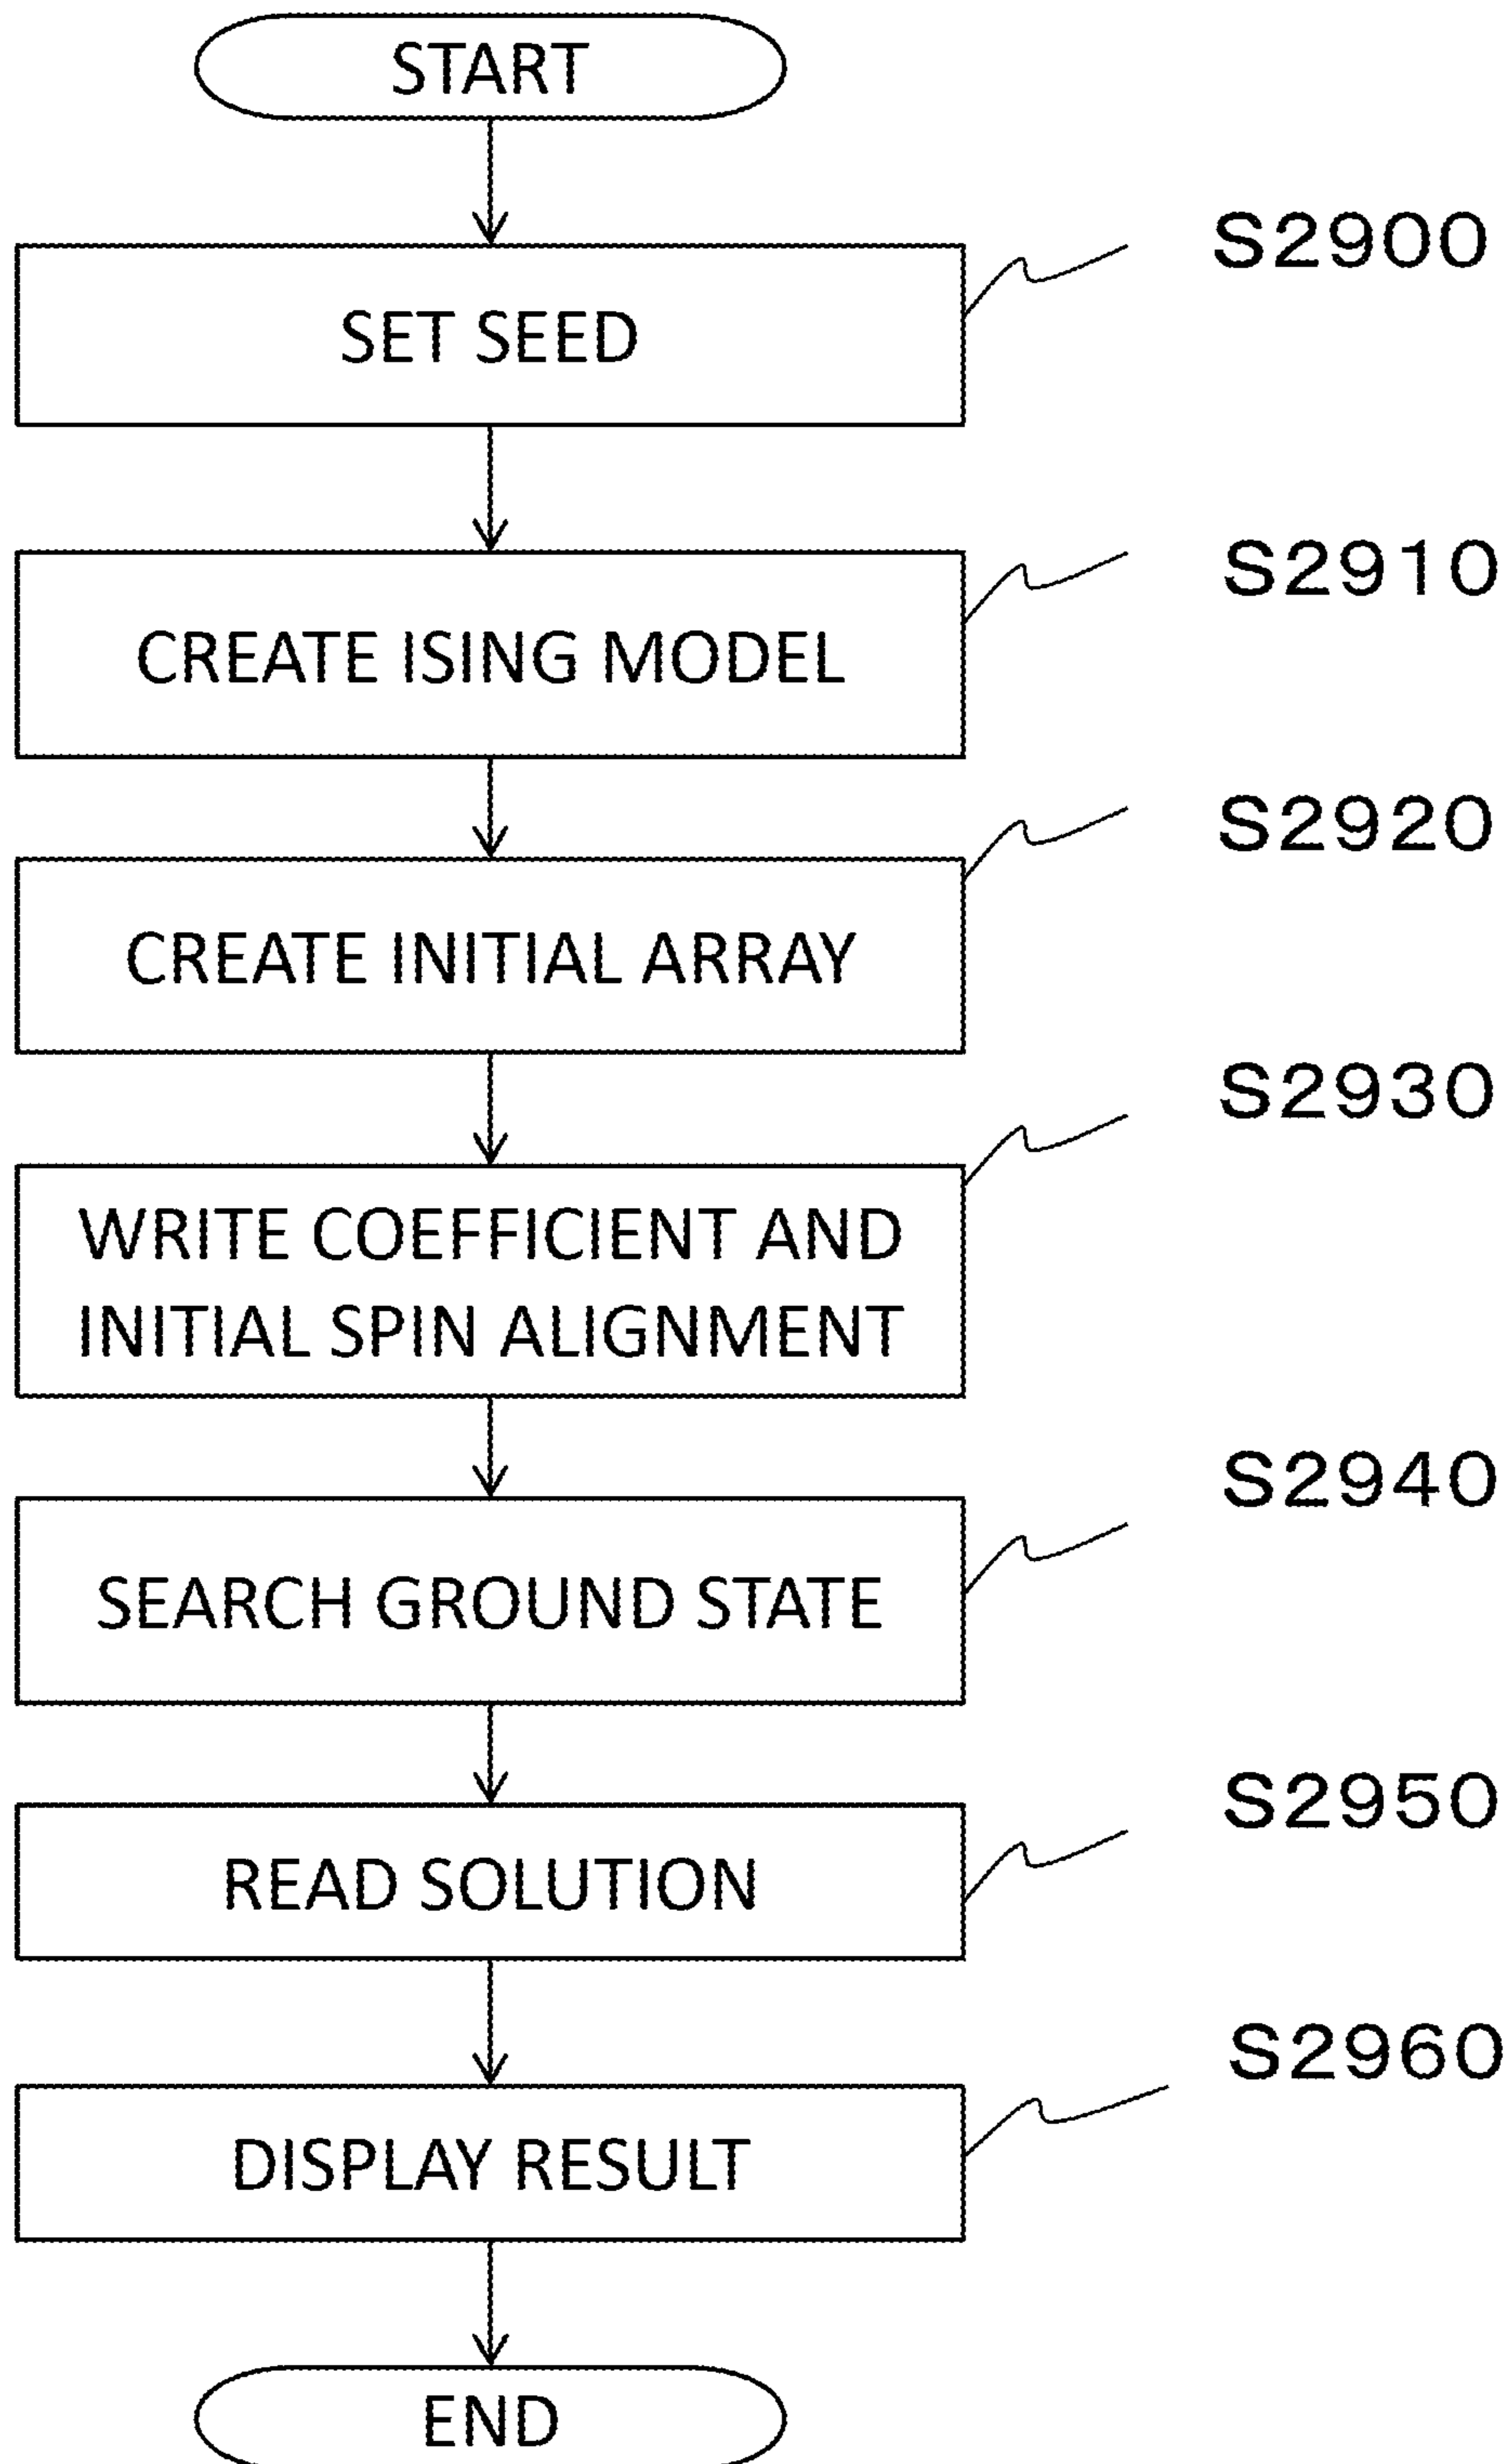 START
S2900
SET SEED
S2910
CREATE ISING MODEL
S2920
CREATE INITIAL ARRAY
S2930
WRITE COEFFICIENT AND
INITIAL SPIN ALIGNMENT
S2940
SEARCH GROUND STATE
S2950
READ SOLUTION
S2960
DISPLAY RESULT
END